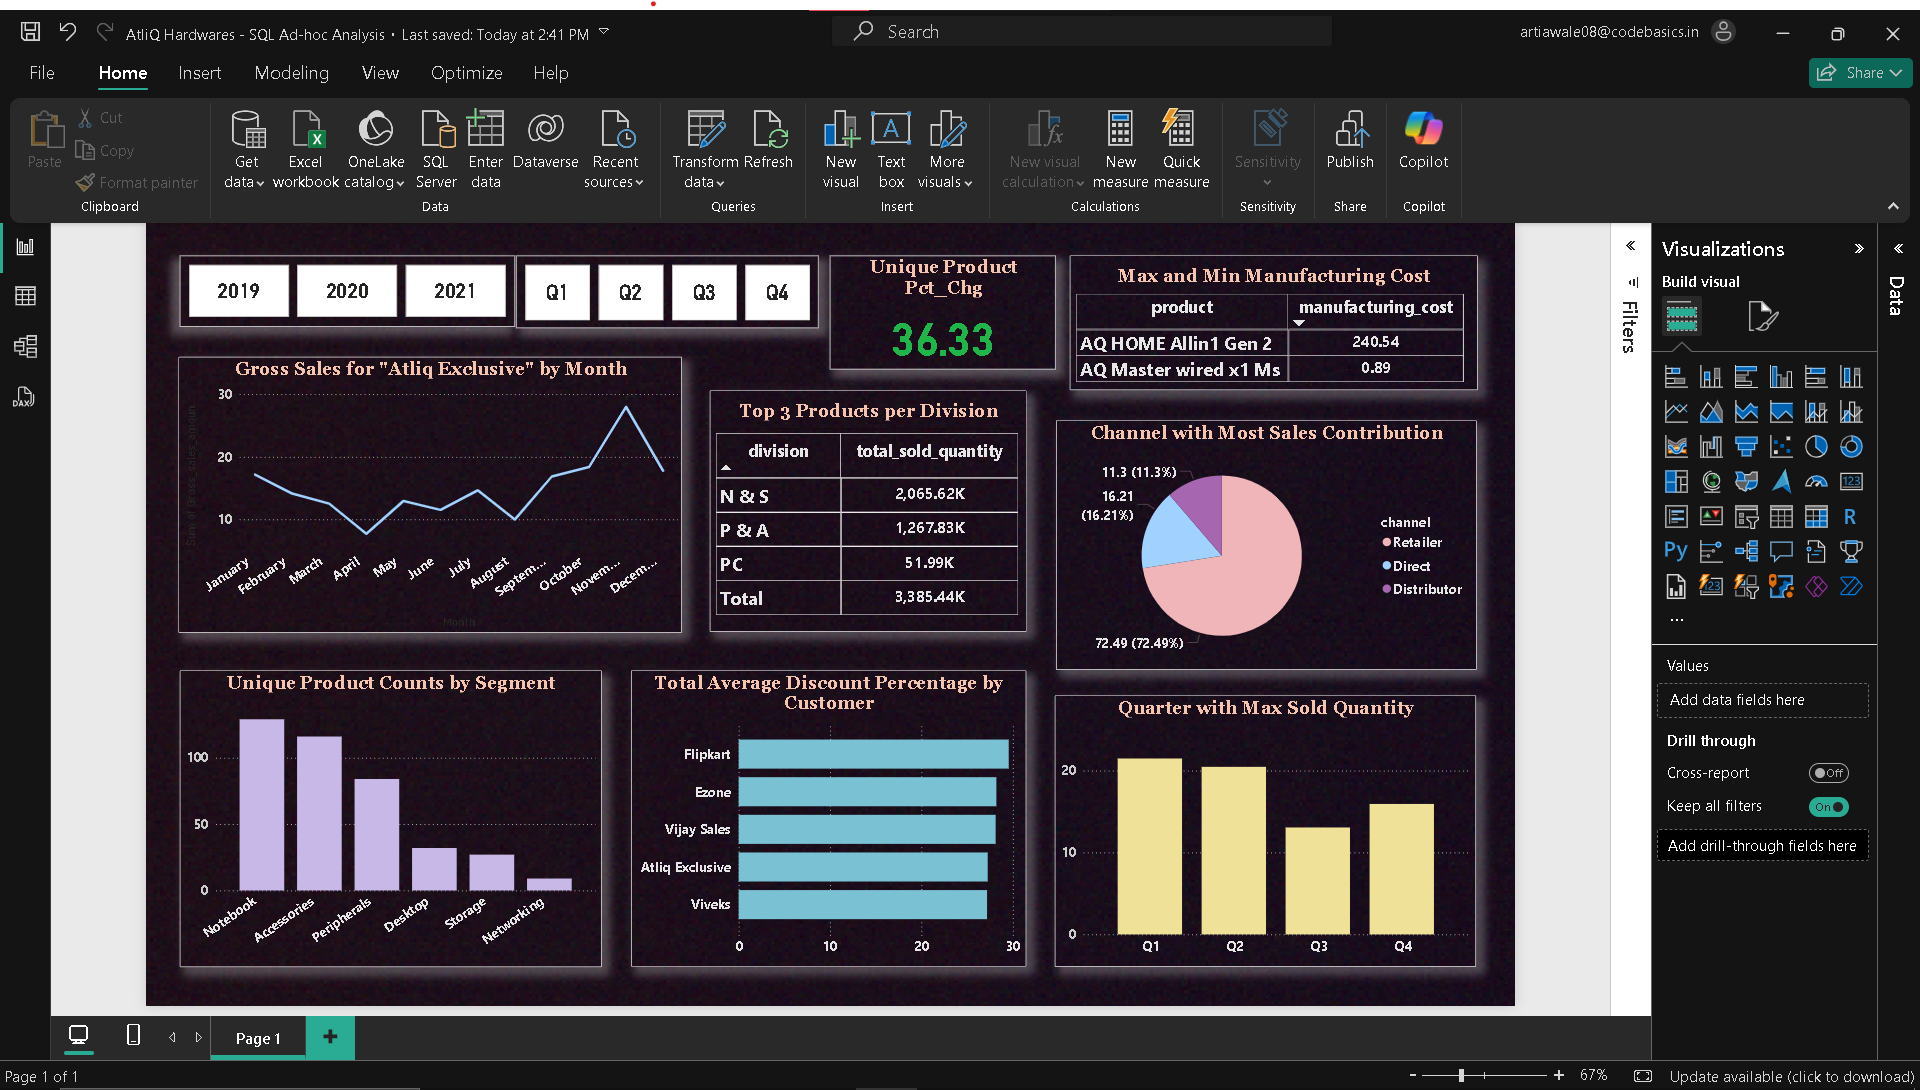 AtliQ Hardwares - SQL Ad-hoc Analysis • Last saved: Today at 2:41 PM
Search
artiawale08@codebasics.in
File Home Insert Modeling View Optimize Help
Share
Paste
Cut
Copy
Format painter
Clipboard
Get data
Excel workbook
OneLake catalog
SQL Server
Enter data
Dataverse
Recent sources
Data
Transform data
Refresh
Queries
New visual
Text box
More visuals
Insert
New visual calculation
New measure
Quick measure
Calculations
Sensitivity
Sensitivity
Publish
Share
Copilot
Copilot
DAX
2019 2020 2021
Q1 Q2 Q3 Q4
Unique Product
Pct_Chg
36.33
Max and Min Manufacturing Cost
product manufacturing_cost
AQ HOME Allin1 Gen 2 240.54
AQ Master wired x1 Ms 0.89
Gross Sales for "Atliq Exclusive" by Month
30
20
10
January February March April May June July August Septem... October Novem... Decem...
Month
Top 3 Products per Division
division total_sold_quantity
N & S 2,065.62K
P & A 1,267.83K
PC 51.99K
Total 3,385.44K
Channel with Most Sales Contribution
11.3 (11.3%)
16.21
(16.21%)
72.49 (72.49%)
channel
Retailer
Direct
Distributor
Unique Product Counts by Segment
100
50
0
Notebook Accessories Peripherals Desktop Storage Networking
Total Average Discount Percentage by
Customer
Flipkart
Ezone
Vijay Sales
Atliq Exclusive
Viveks
0 10 20 30
Quarter with Max Sold Quantity
20
10
0
Q1 Q2 Q3 Q4
Filters
Visualizations
Build visual
123
R
Py
123
...
Values
Add data fields here
Drill through
Cross-report Off
Keep all filters On
Add drill-through fields here
Data
Page 1
Page 1 of 1
- + 67%
Update available (click to download)